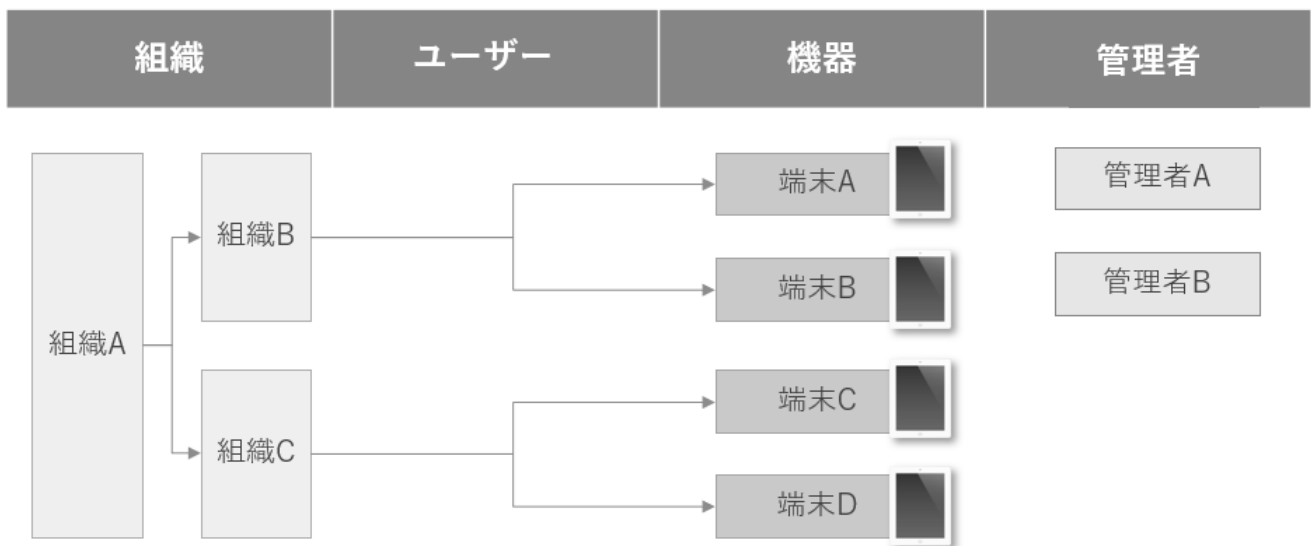 組織
ユーザー
機器
管理者
組織A
組織B
組織C
端末A
端末B
端末C
端末D
管理者A
管理者B